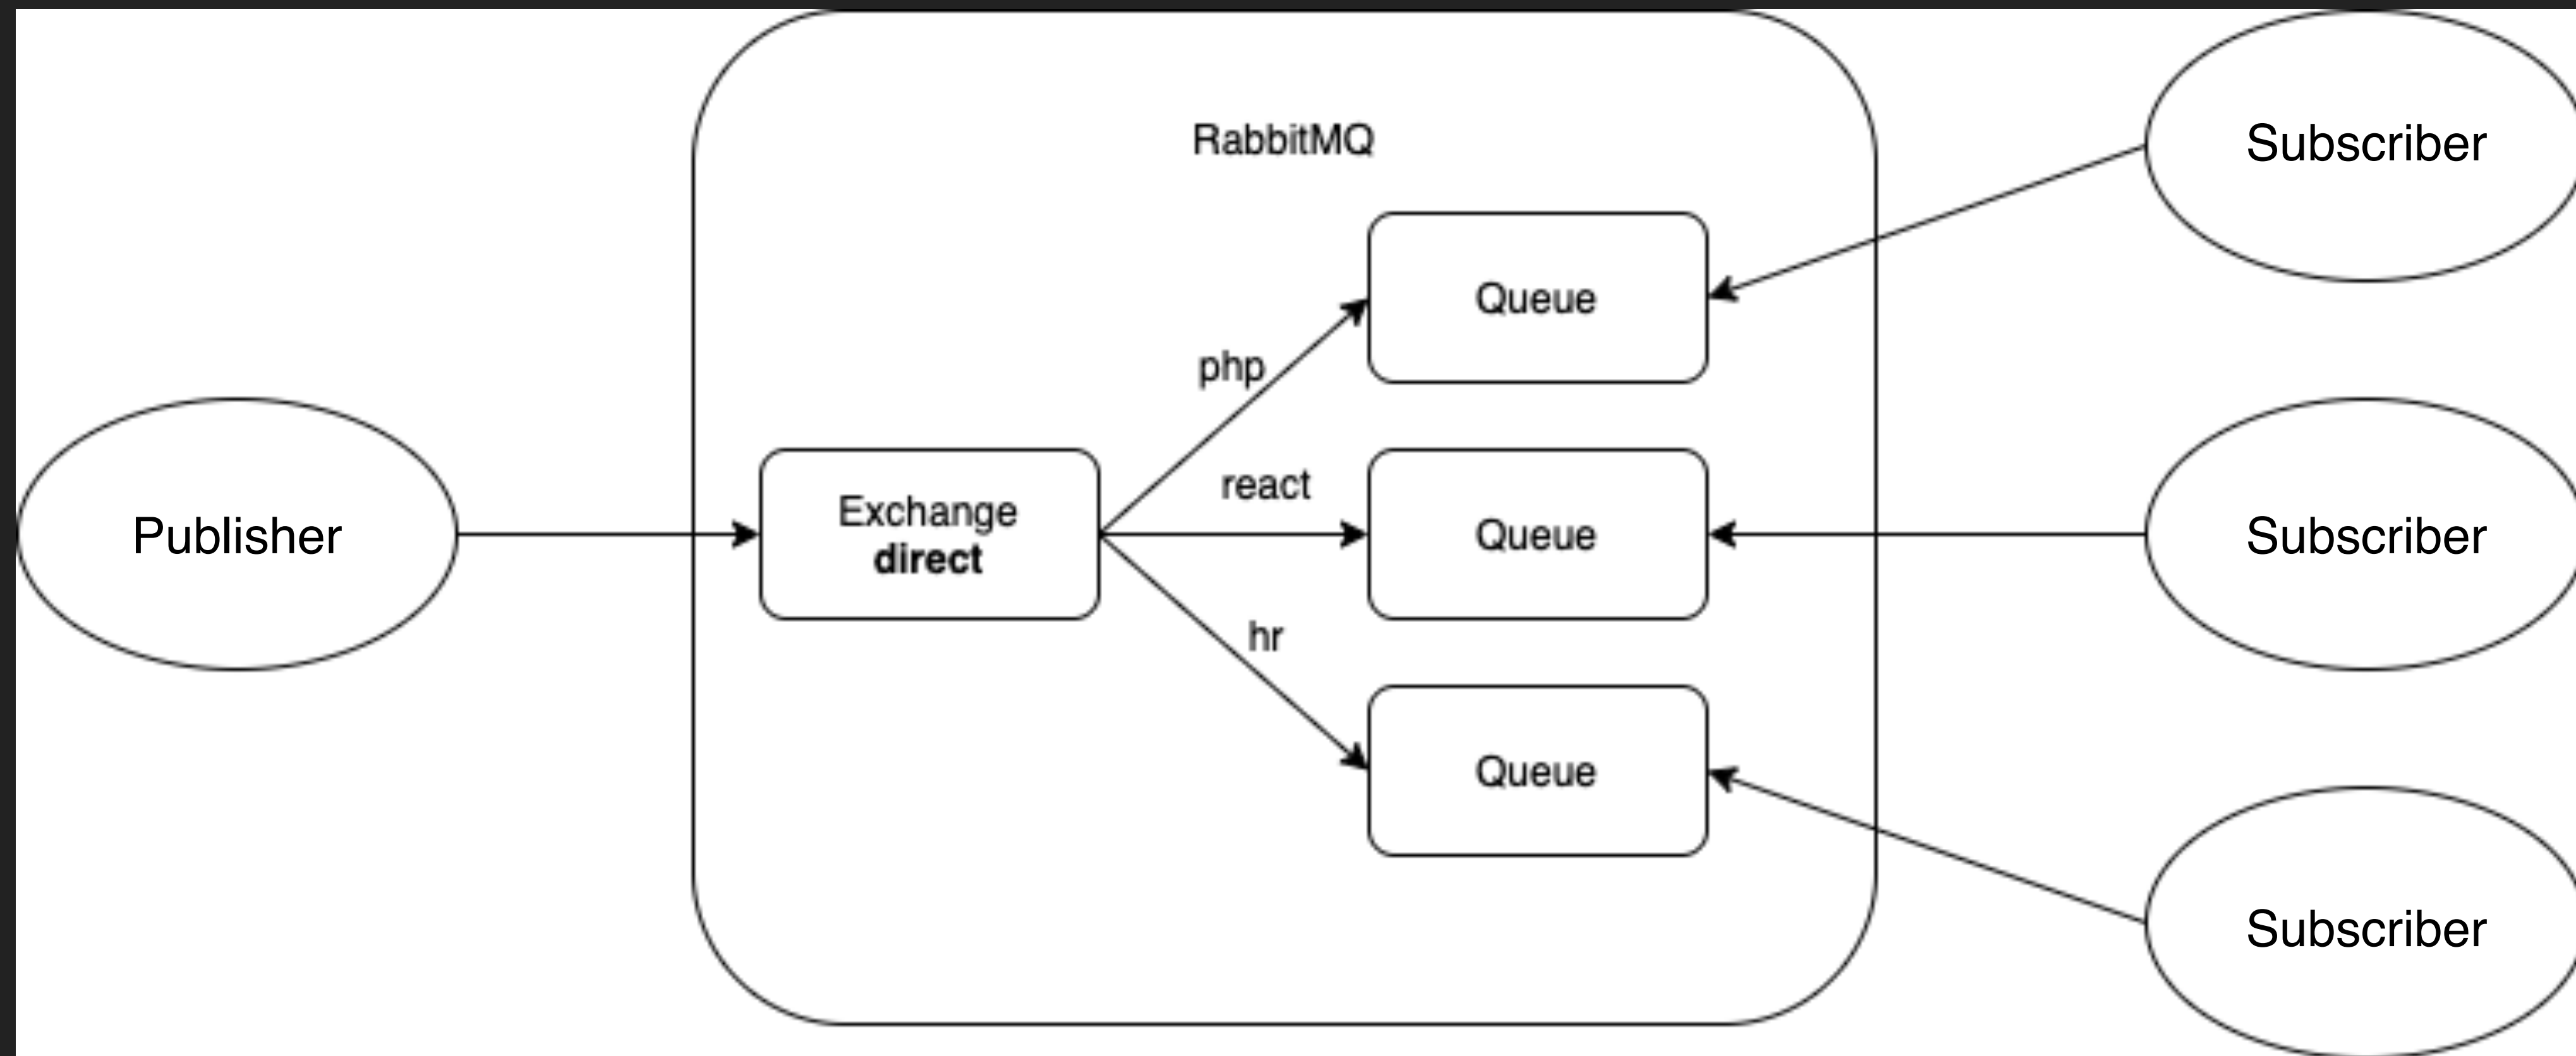 RabbitMQ
Publisher
Exchange
direct
php
react
hr
Queue
Queue
Queue
Subscriber
Subscriber
Subscriber